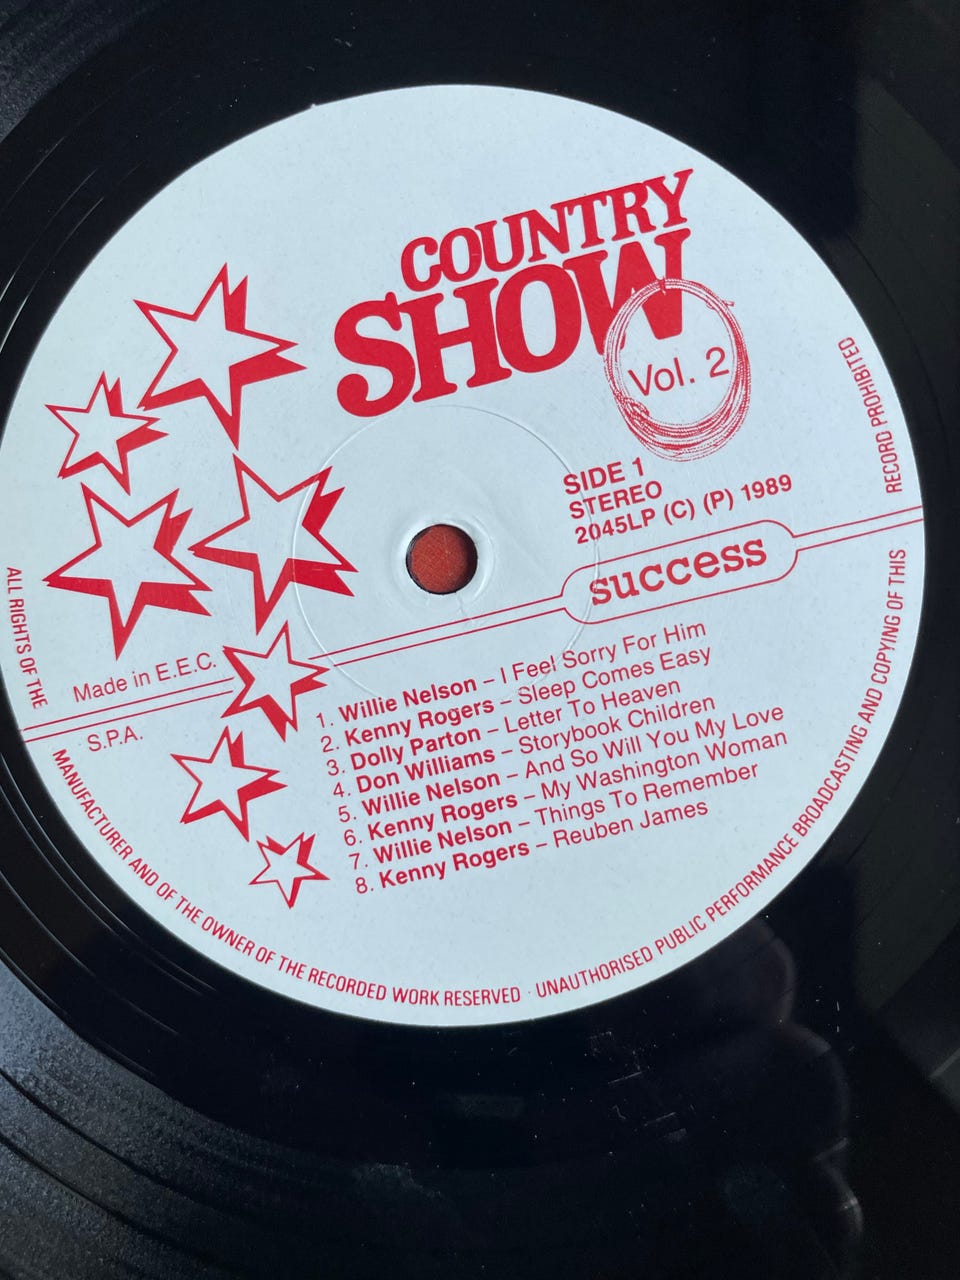 COUNTRY
SHOW
Vol. 2
SIDE 1
STEREO
2045LP (C) (P) 1989
success
Made in E.E.C.
S.P.A.
1. Willie Nelson – I Feel Sorry For Him
2. Kenny Rogers – Sleep Comes Easy
3. Dolly Parton – Letter To Heaven
4. Don Williams – Storybook Children
5. Willie Nelson – And So Will You My Love
6. Kenny Rogers – My Washington Woman
7. Willie Nelson – Things To Remember
8. Kenny Rogers – Reuben James
ALL RIGHTS OF THE MANUFACTURER AND OF THE OWNER OF THE RECORDED WORK RESERVED · UNAUTHORISED PUBLIC PERFORMANCE BROADCASTING AND COPYING OF THIS RECORD PROHIBITED